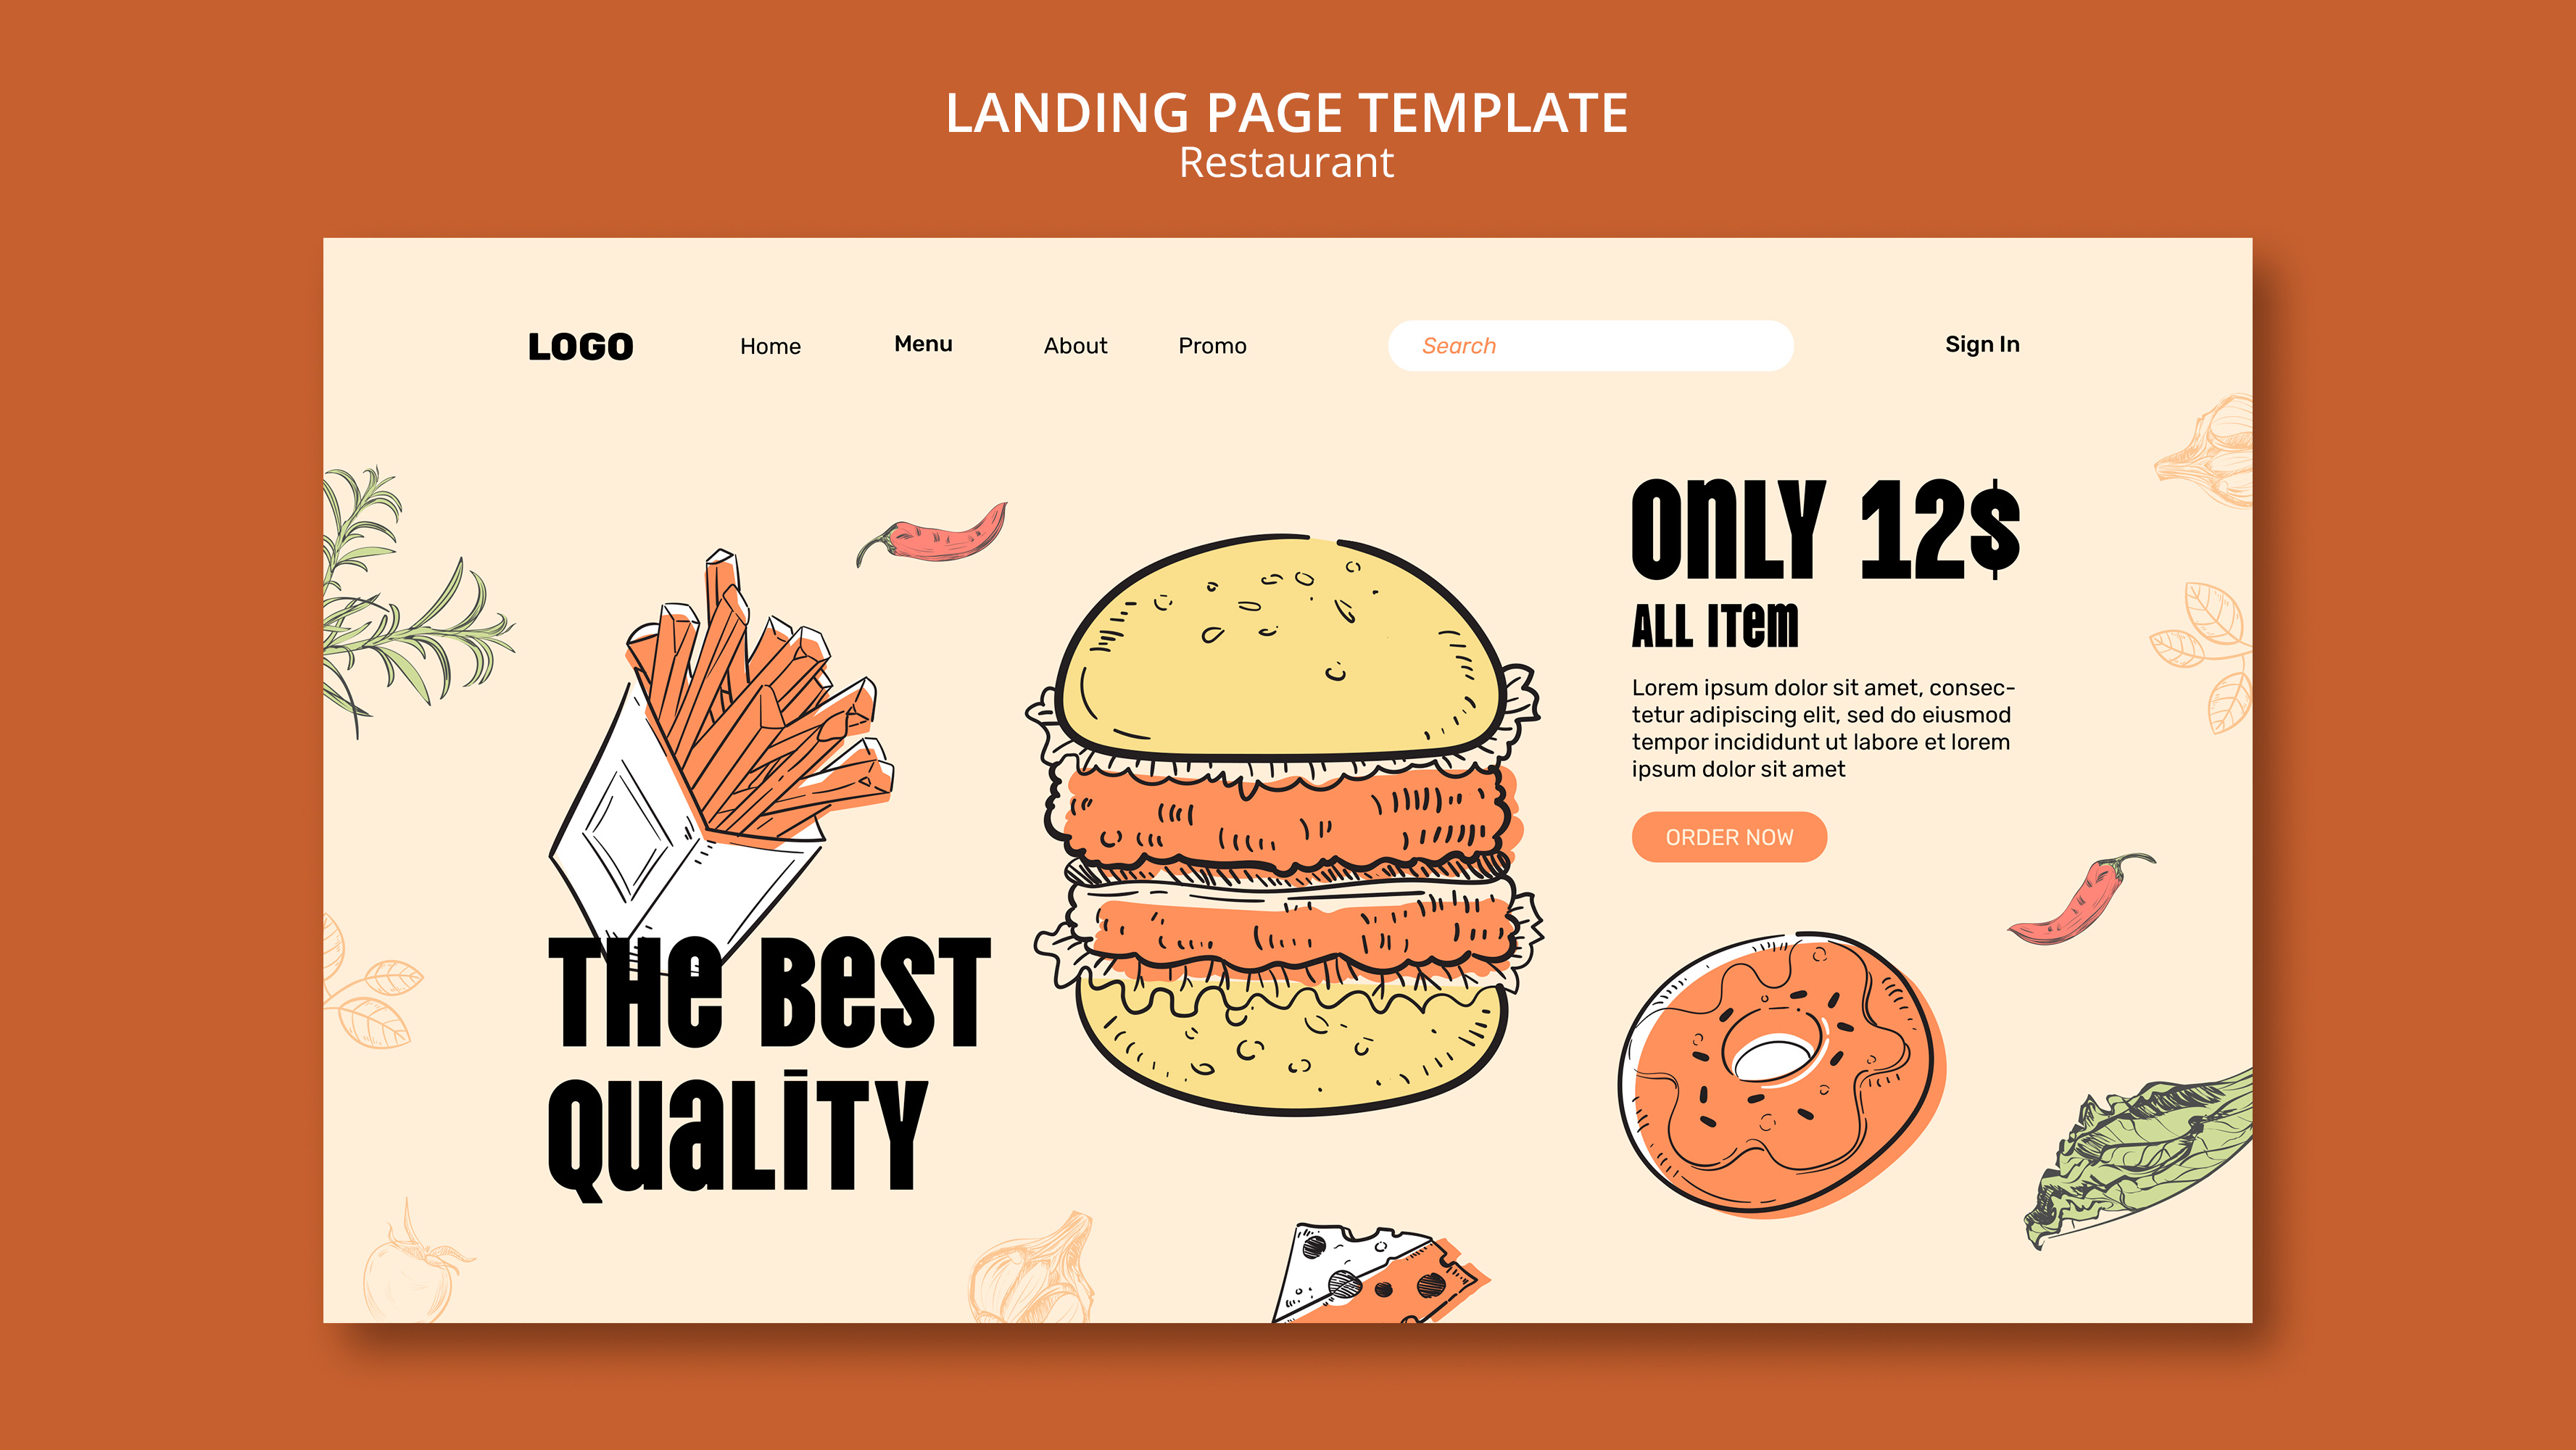 LANDING PAGE TEMPLATE
Restaurant
LOGO Home Menu About Promo Search Sign In
ONLY 12$
ALL ITEM
Lorem ipsum dolor sit amet, consec-
tetur adipiscing elit, sed do eiusmod
tempor incididunt ut labore et lorem
ipsum dolor sit amet
ORDER NOW
THE BEST
QUALITY